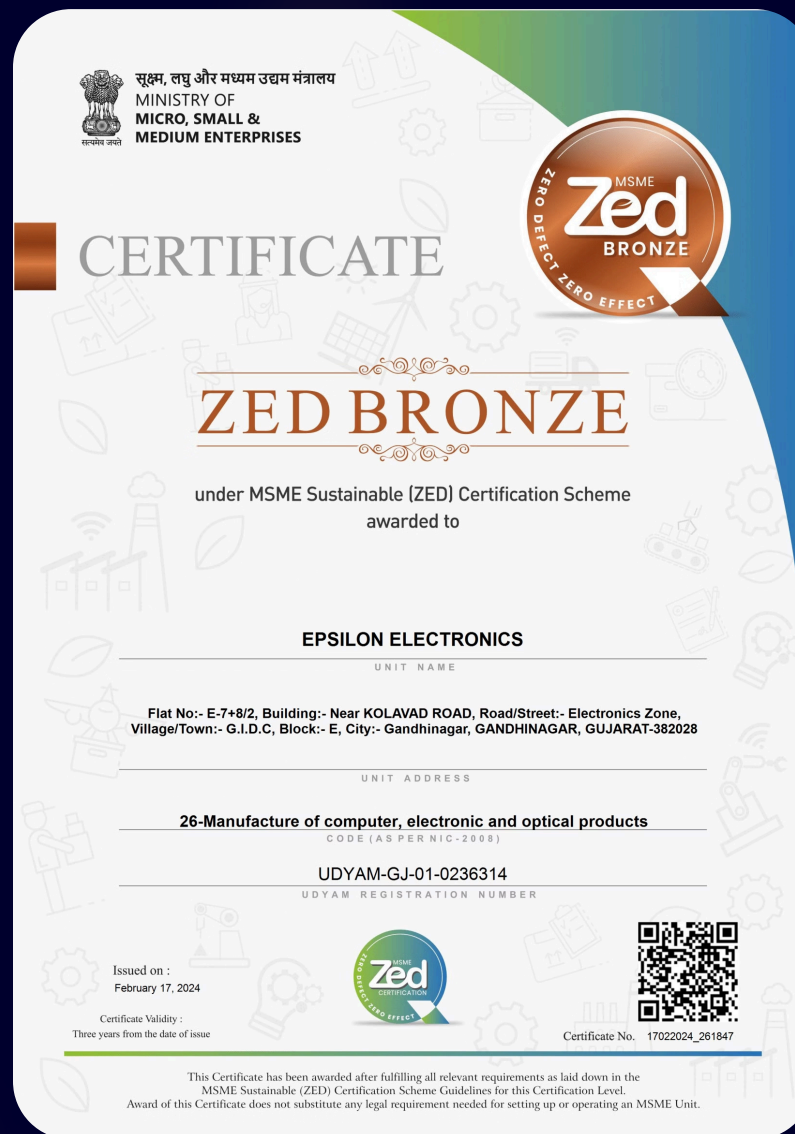 सूक्ष्म, लघु और मध्यम उद्यम मंत्रालय
MINISTRY OF
MICRO, SMALL &
MEDIUM ENTERPRISES
सत्यमेव जयते
MSME
Zed
BRONZE
ZERO DEFECT ZERO EFFECT
CERTIFICATE
ZED BRONZE
under MSME Sustainable (ZED) Certification Scheme
awarded to
EPSILON ELECTRONICS
UNIT NAME
Flat No:- E-7+8/2, Building:- Near KOLAVAD ROAD, Road/Street:- Electronics Zone,
Village/Town:- G.I.D.C, Block:- E, City:- Gandhinagar, GANDHINAGAR, GUJARAT-382028
UNIT ADDRESS
26-Manufacture of computer, electronic and optical products
CODE (AS PER NIC-2008)
UDYAM-GJ-01-0236314
UDYAM REGISTRATION NUMBER
Issued on :
February 17, 2024
Certificate Validity :
Three years from the date of issue
MSME
Zed
CERTIFICATION
ZERO DEFECT ZERO EFFECT
Certificate No. 17022024_261847
This Certificate has been awarded after fulfilling all relevant requirements as laid down in the
MSME Sustainable (ZED) Certification Scheme Guidelines for this Certification Level.
Award of this Certificate does not substitute any legal requirement needed for setting up or operating an MSME Unit.